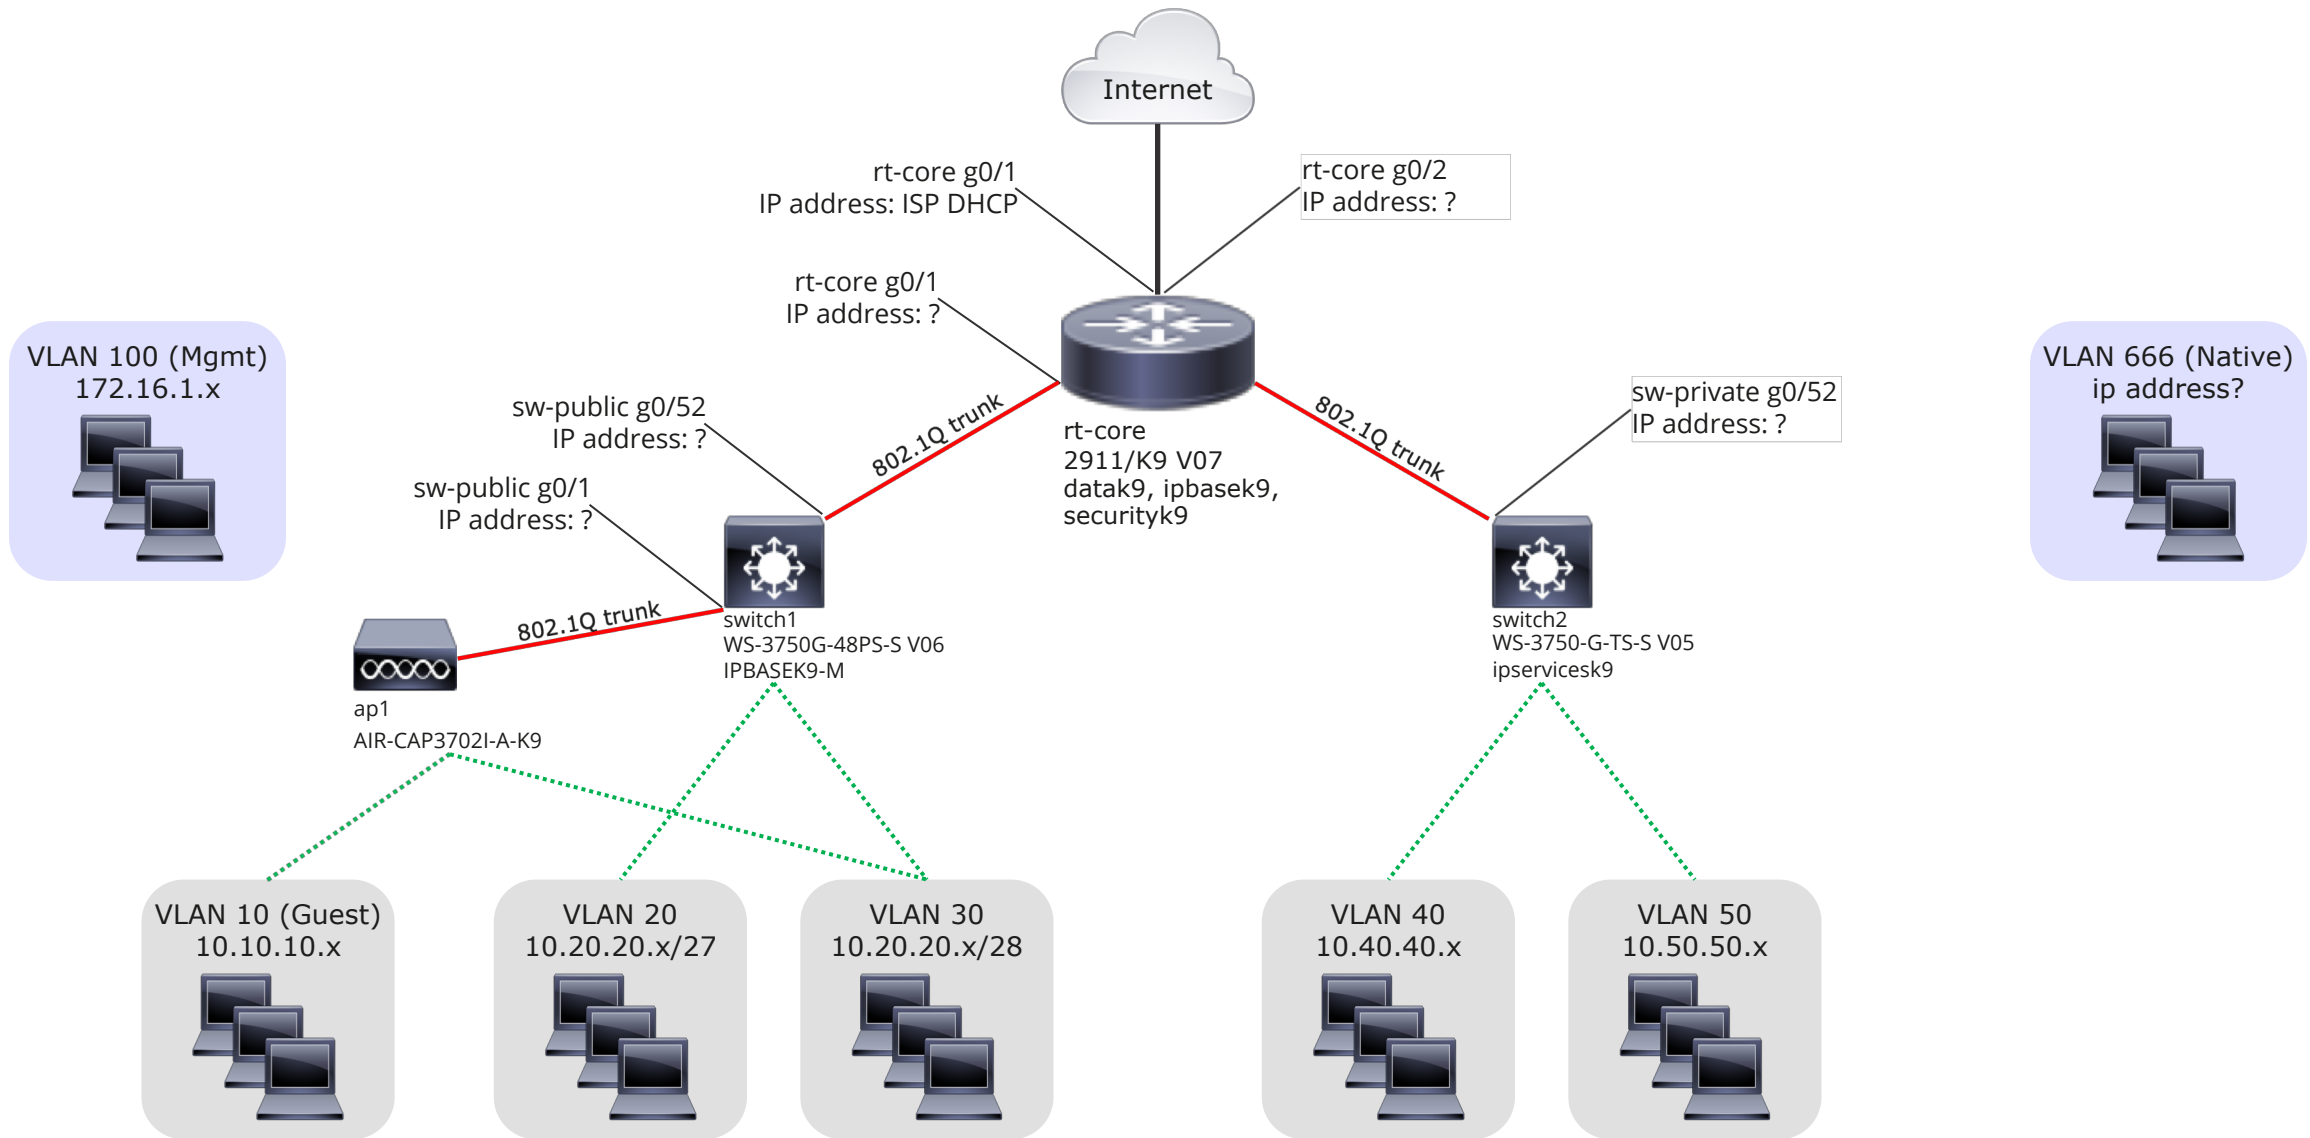 Internet
rt-core g0/1
IP address: ISP DHCP
rt-core g0/2
IP address: ?
rt-core g0/1
IP address: ?
VLAN 100 (Mgmt)
172.16.1.x
VLAN 666 (Native)
ip address?
sw-public g0/52
IP address: ?
802.1Q trunk
rt-core
2911/K9 V07
datak9, ipbasek9,
securityk9
802.1Q trunk
sw-private g0/52
IP address: ?
sw-public g0/1
IP address: ?
802.1Q trunk
switch1
WS-3750G-48PS-S V06
IPBASEK9-M
switch2
WS-3750-G-TS-S V05
ipservicesk9
ap1
AIR-CAP3702I-A-K9
VLAN 10 (Guest)
10.10.10.x
VLAN 20
10.20.20.x/27
VLAN 30
10.20.20.x/28
VLAN 40
10.40.40.x
VLAN 50
10.50.50.x